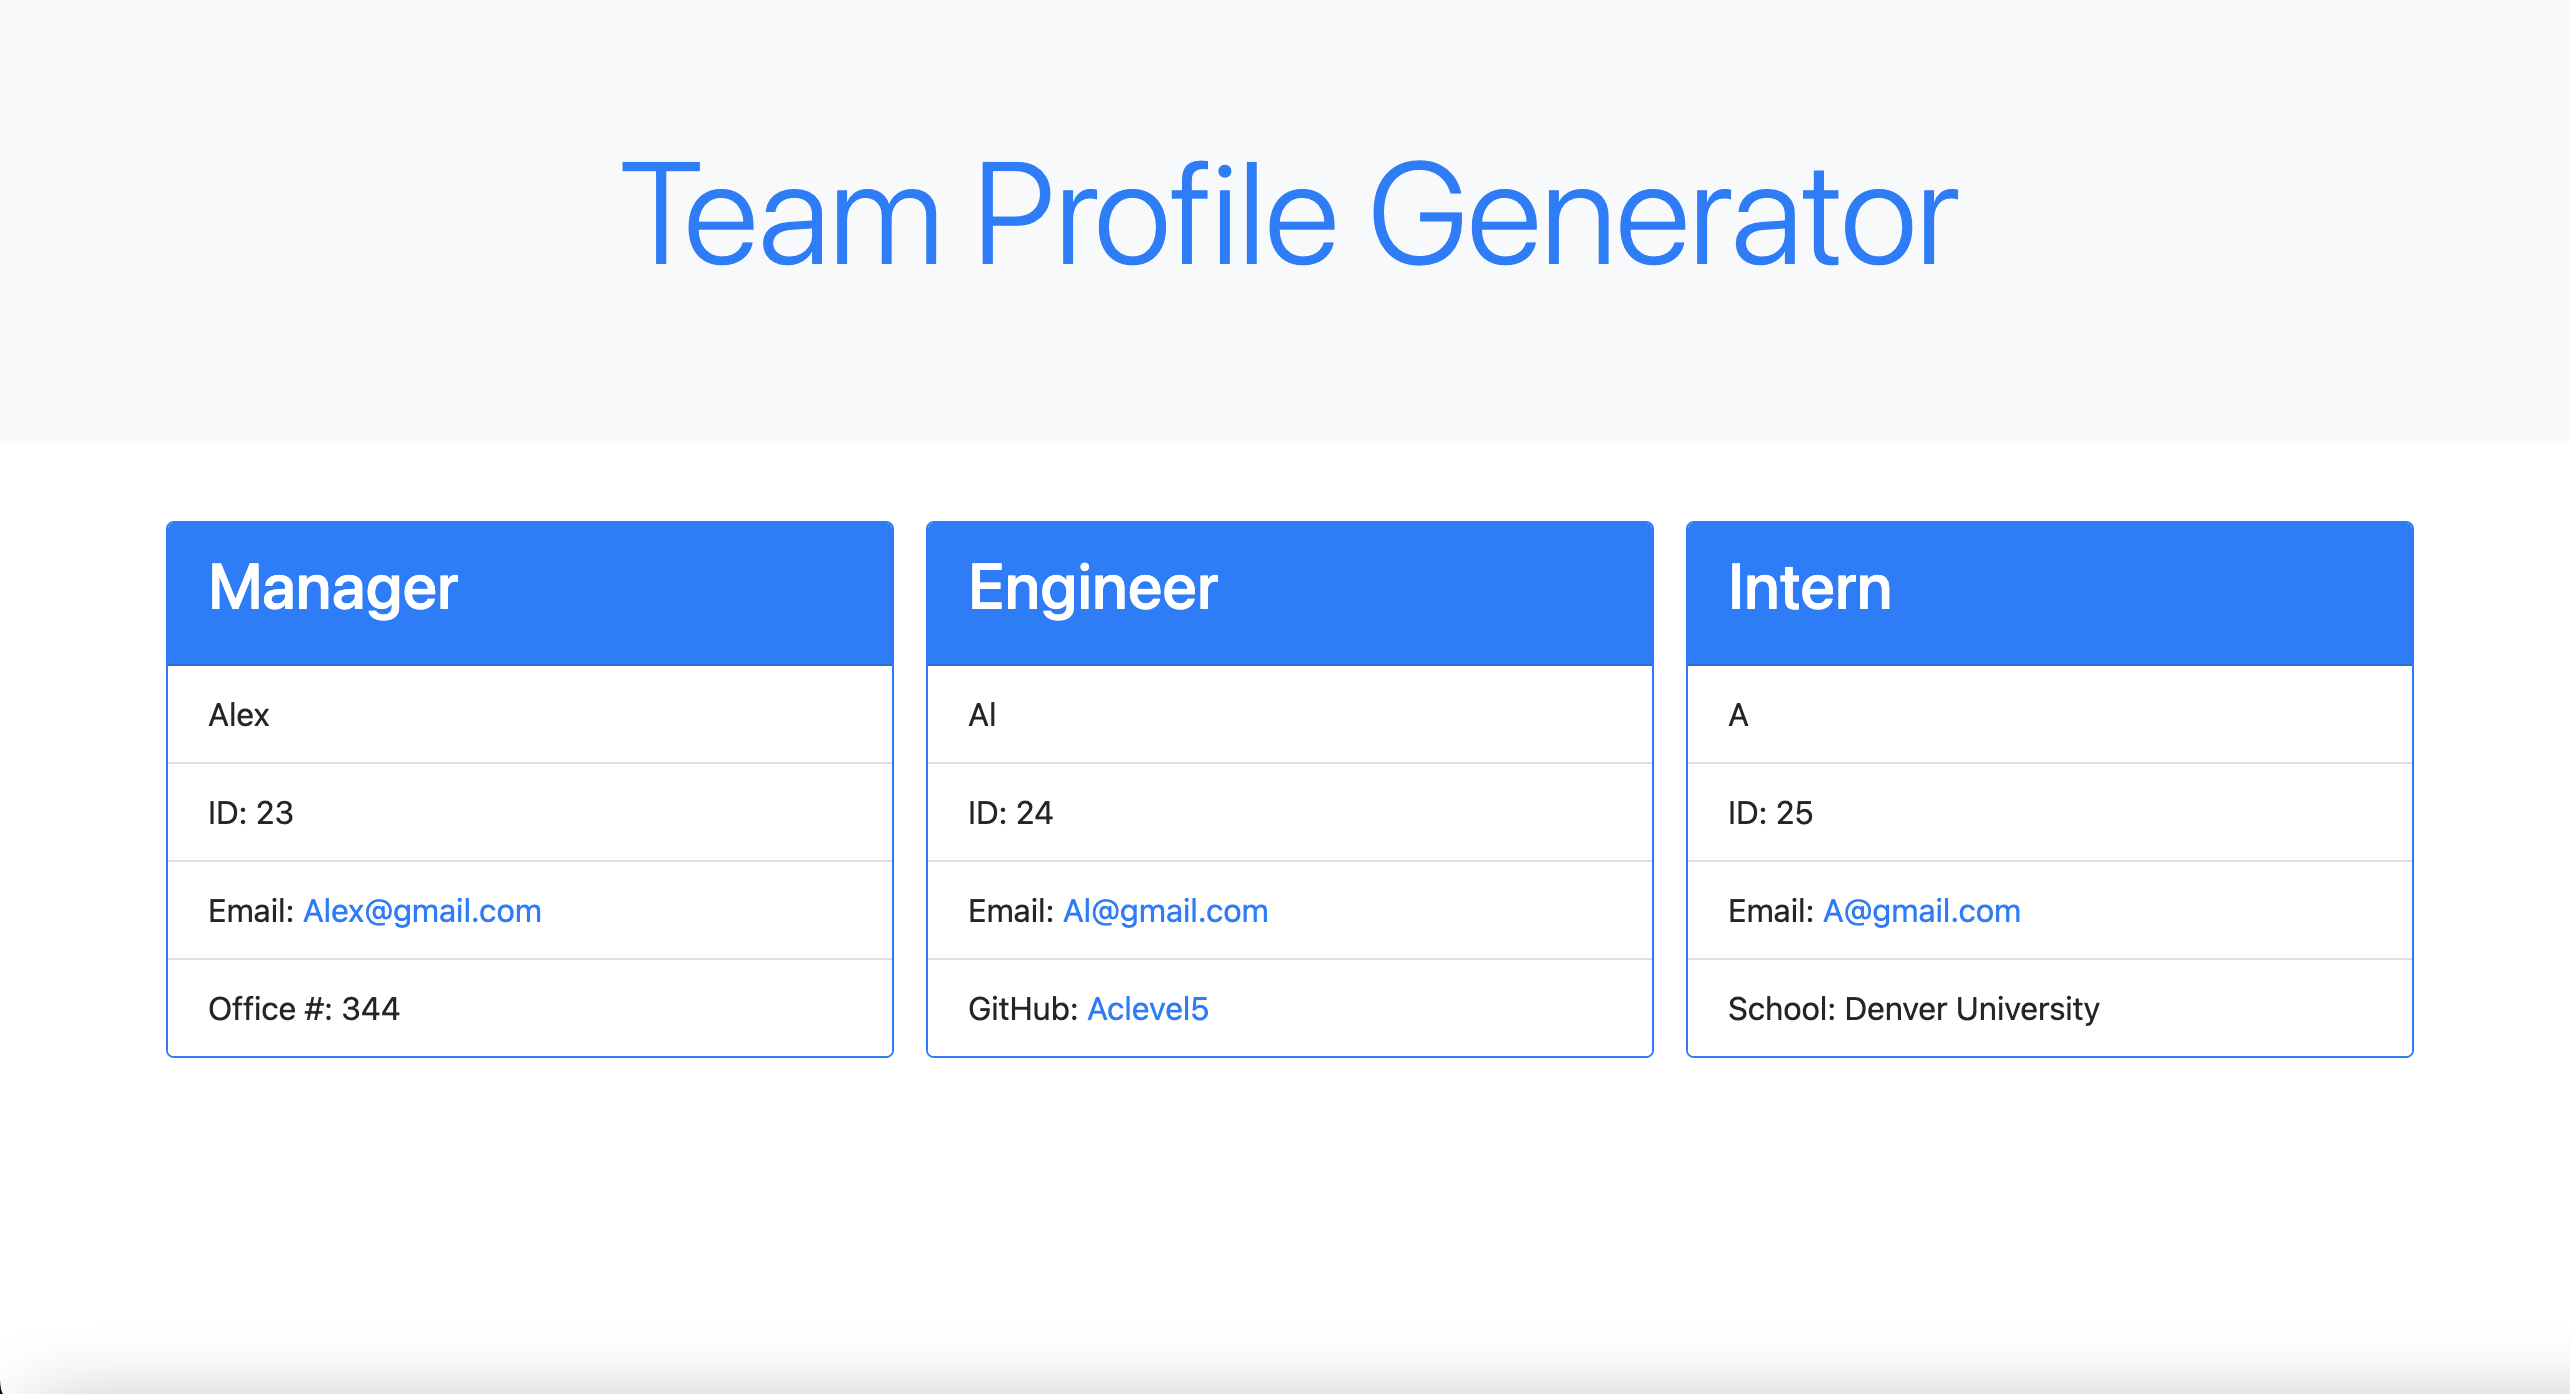 Team Profile Generator
Manager
Alex
ID: 23
Email: Alex@gmail.com
Office #: 344
Engineer
Al
ID: 24
Email: Al@gmail.com
GitHub: Aclevel5
Intern
A
ID: 25
Email: A@gmail.com
School: Denver University